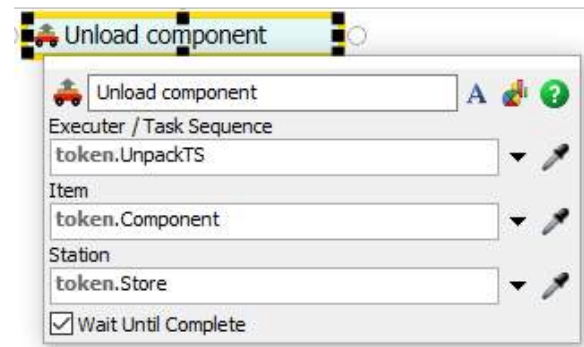 Unload component
Unload component
A
?
Executer / Task Sequence
token.UnpackTS
Item
token.Component
Station
token.Store
Wait Until Complete